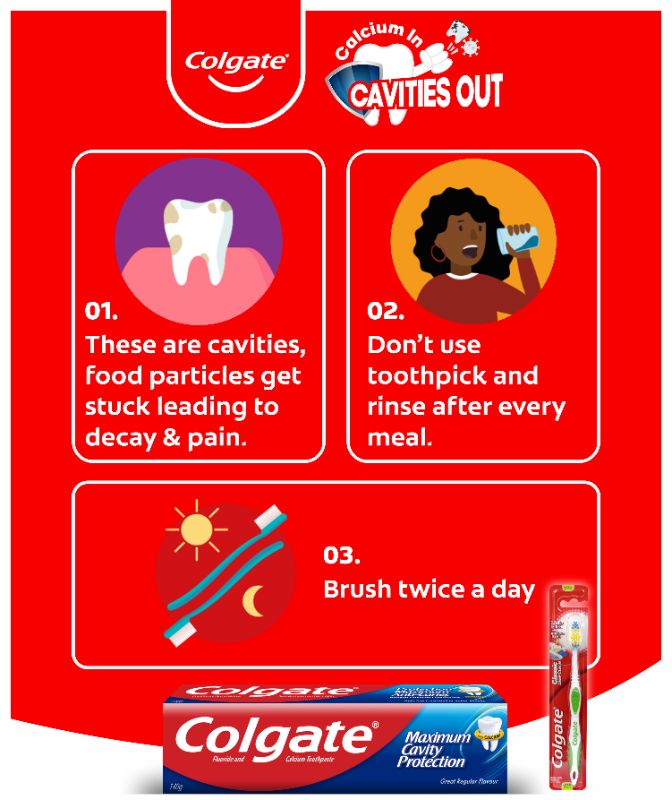 Colgate®
Calcium In
CAVITIES OUT
01.
These are cavities,
food particles get
stuck leading to
decay & pain.
02.
Don't use
toothpick and
rinse after every
meal.
03.
Brush twice a day
Colgate®
Maximum
Cavity
Protection
Fluoride and Calcium Toothpaste
Great Regular Flavour
140g
Colgate
Colgate